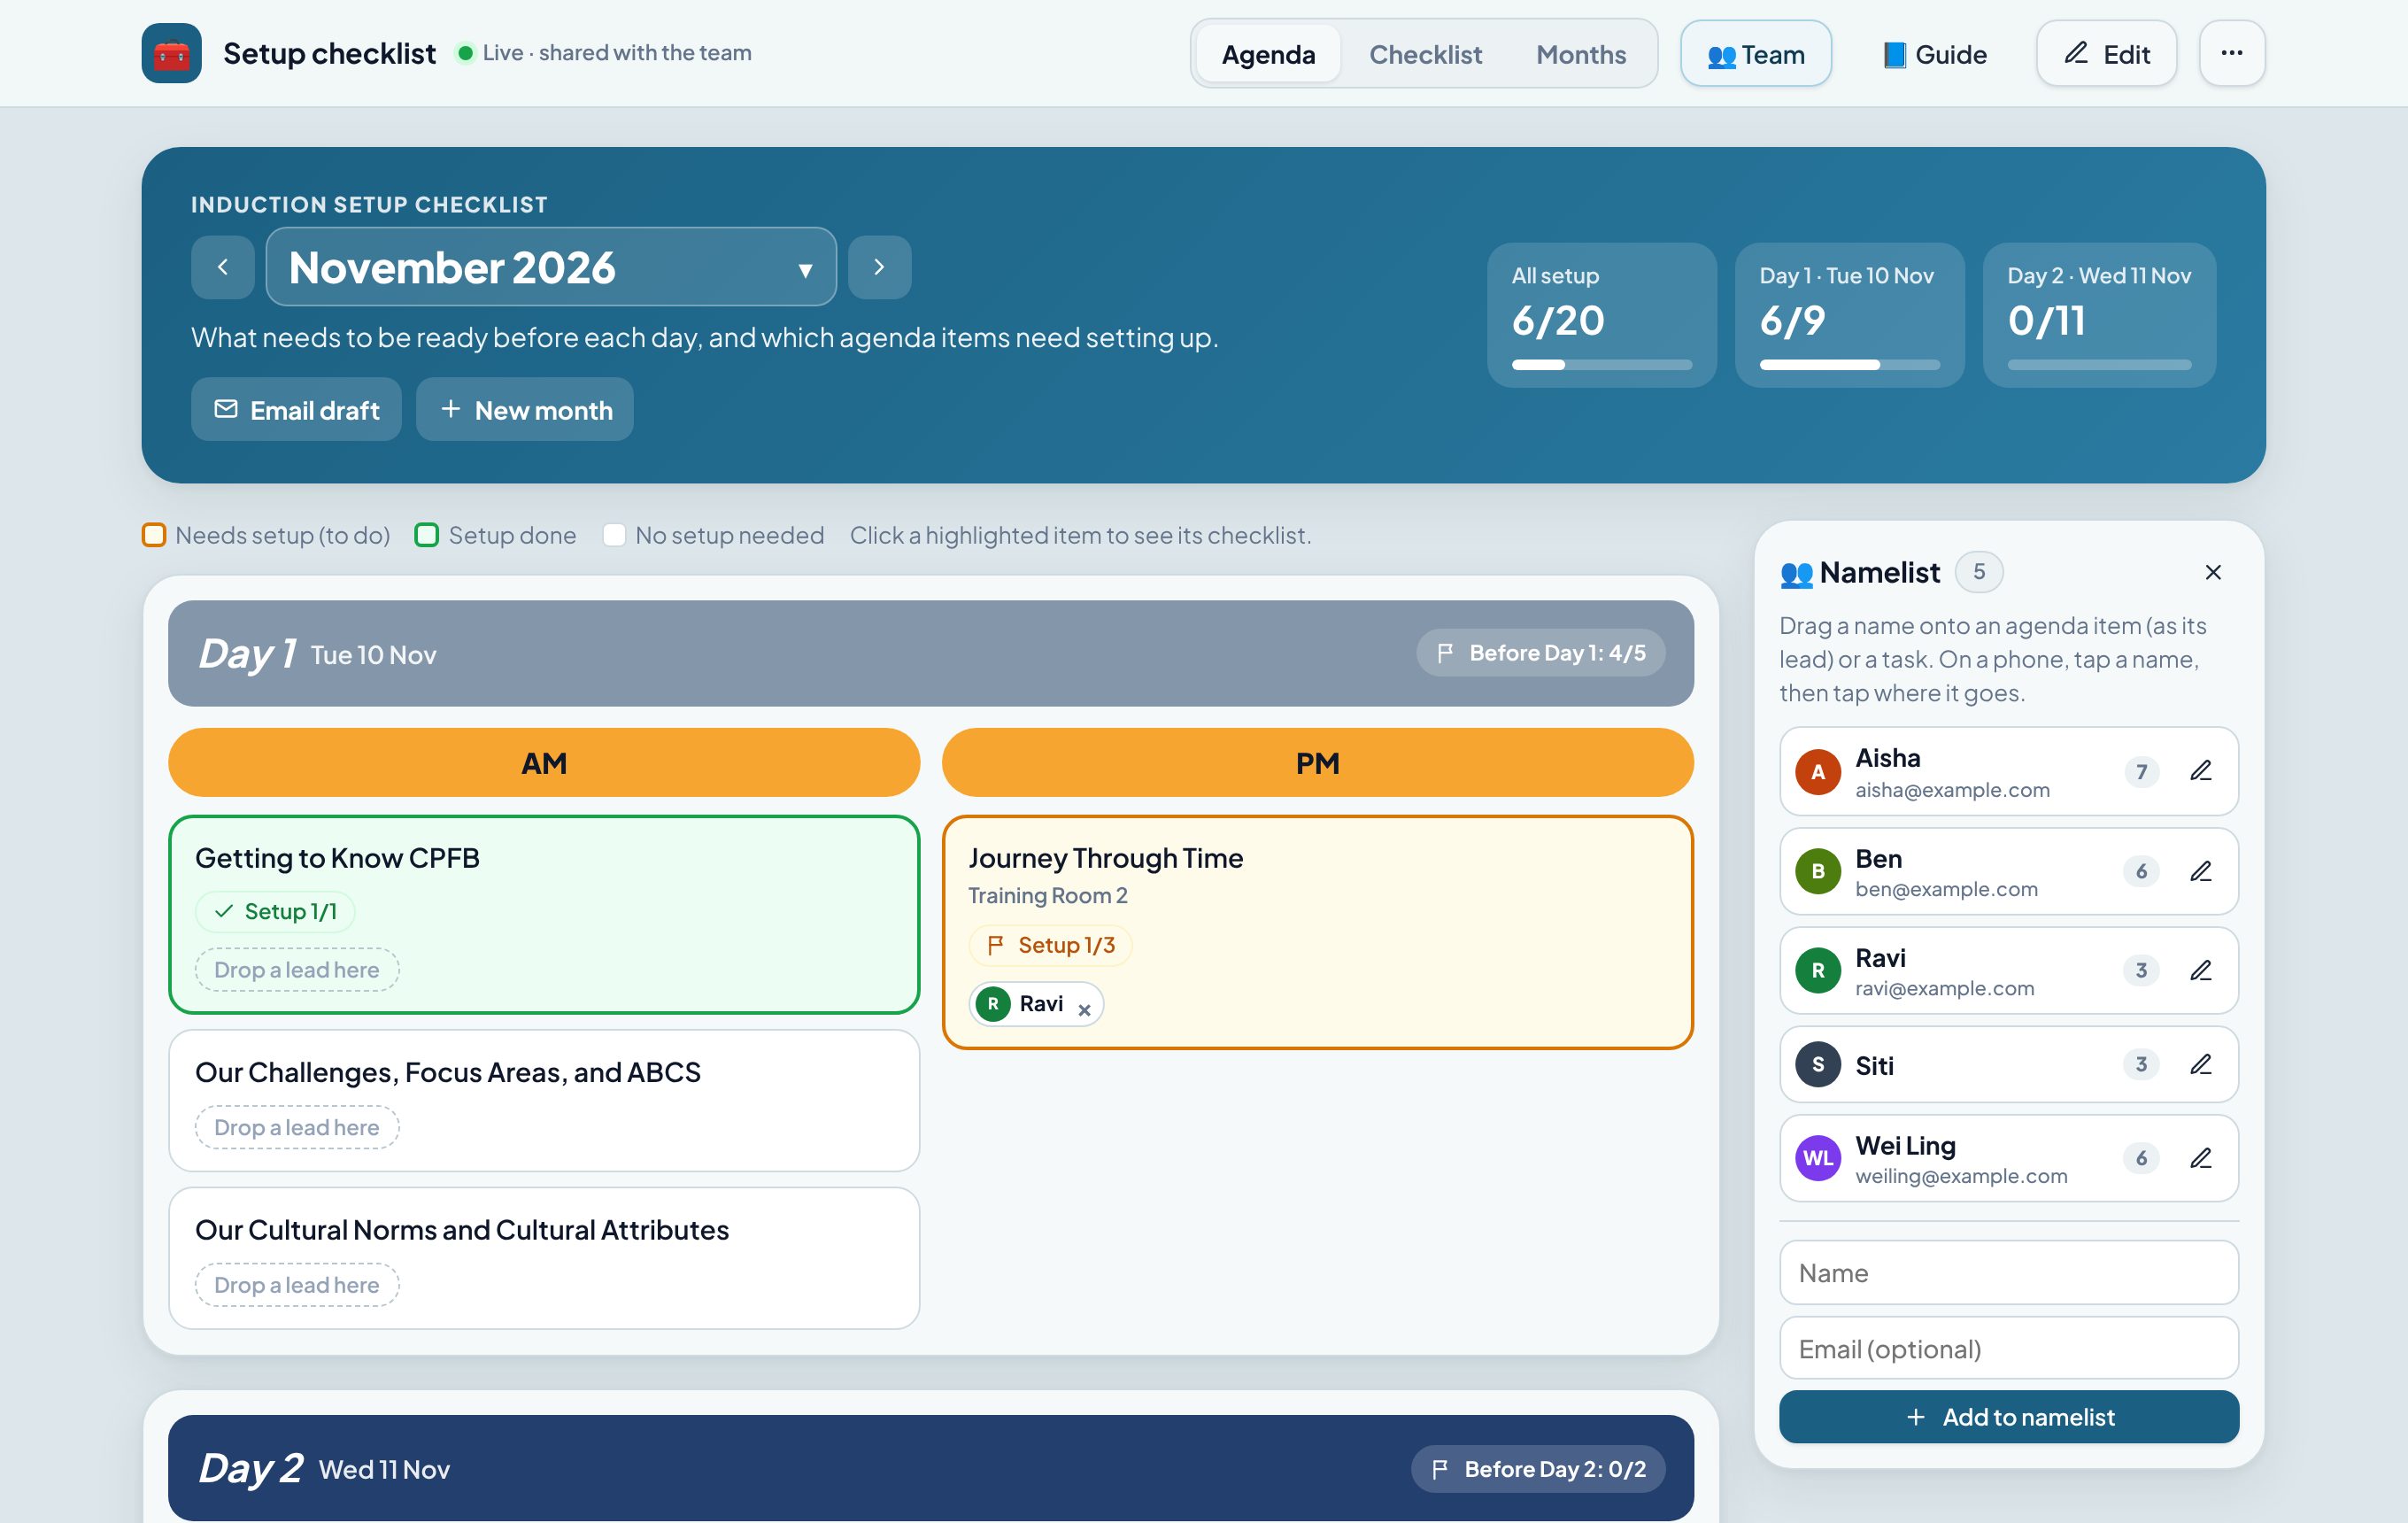 Setup checklist
Live · shared with the team
Agenda
Checklist
Months
Team
Guide
Edit
INDUCTION SETUP CHECKLIST
November 2026
What needs to be ready before each day, and which agenda items need setting up.
Email draft
New month
All setup
6/20
Day 1 · Tue 10 Nov
6/9
Day 2 · Wed 11 Nov
0/11
Needs setup (to do)
Setup done
No setup needed
Click a highlighted item to see its checklist.
Day 1 Tue 10 Nov
Before Day 1: 4/5
AM
Getting to Know CPFB
Setup 1/1
Drop a lead here
Our Challenges, Focus Areas, and ABCS
Drop a lead here
Our Cultural Norms and Cultural Attributes
Drop a lead here
PM
Journey Through Time
Training Room 2
Setup 1/3
R Ravi
Day 2 Wed 11 Nov
Before Day 2: 0/2
Namelist 5
Drag a name onto an agenda item (as its
lead) or a task. On a phone, tap a name,
then tap where it goes.
A Aisha 7
aisha@example.com
B Ben 6
ben@example.com
R Ravi 3
ravi@example.com
S Siti 3
WL Wei Ling 6
weiling@example.com
Name
Email (optional)
Add to namelist